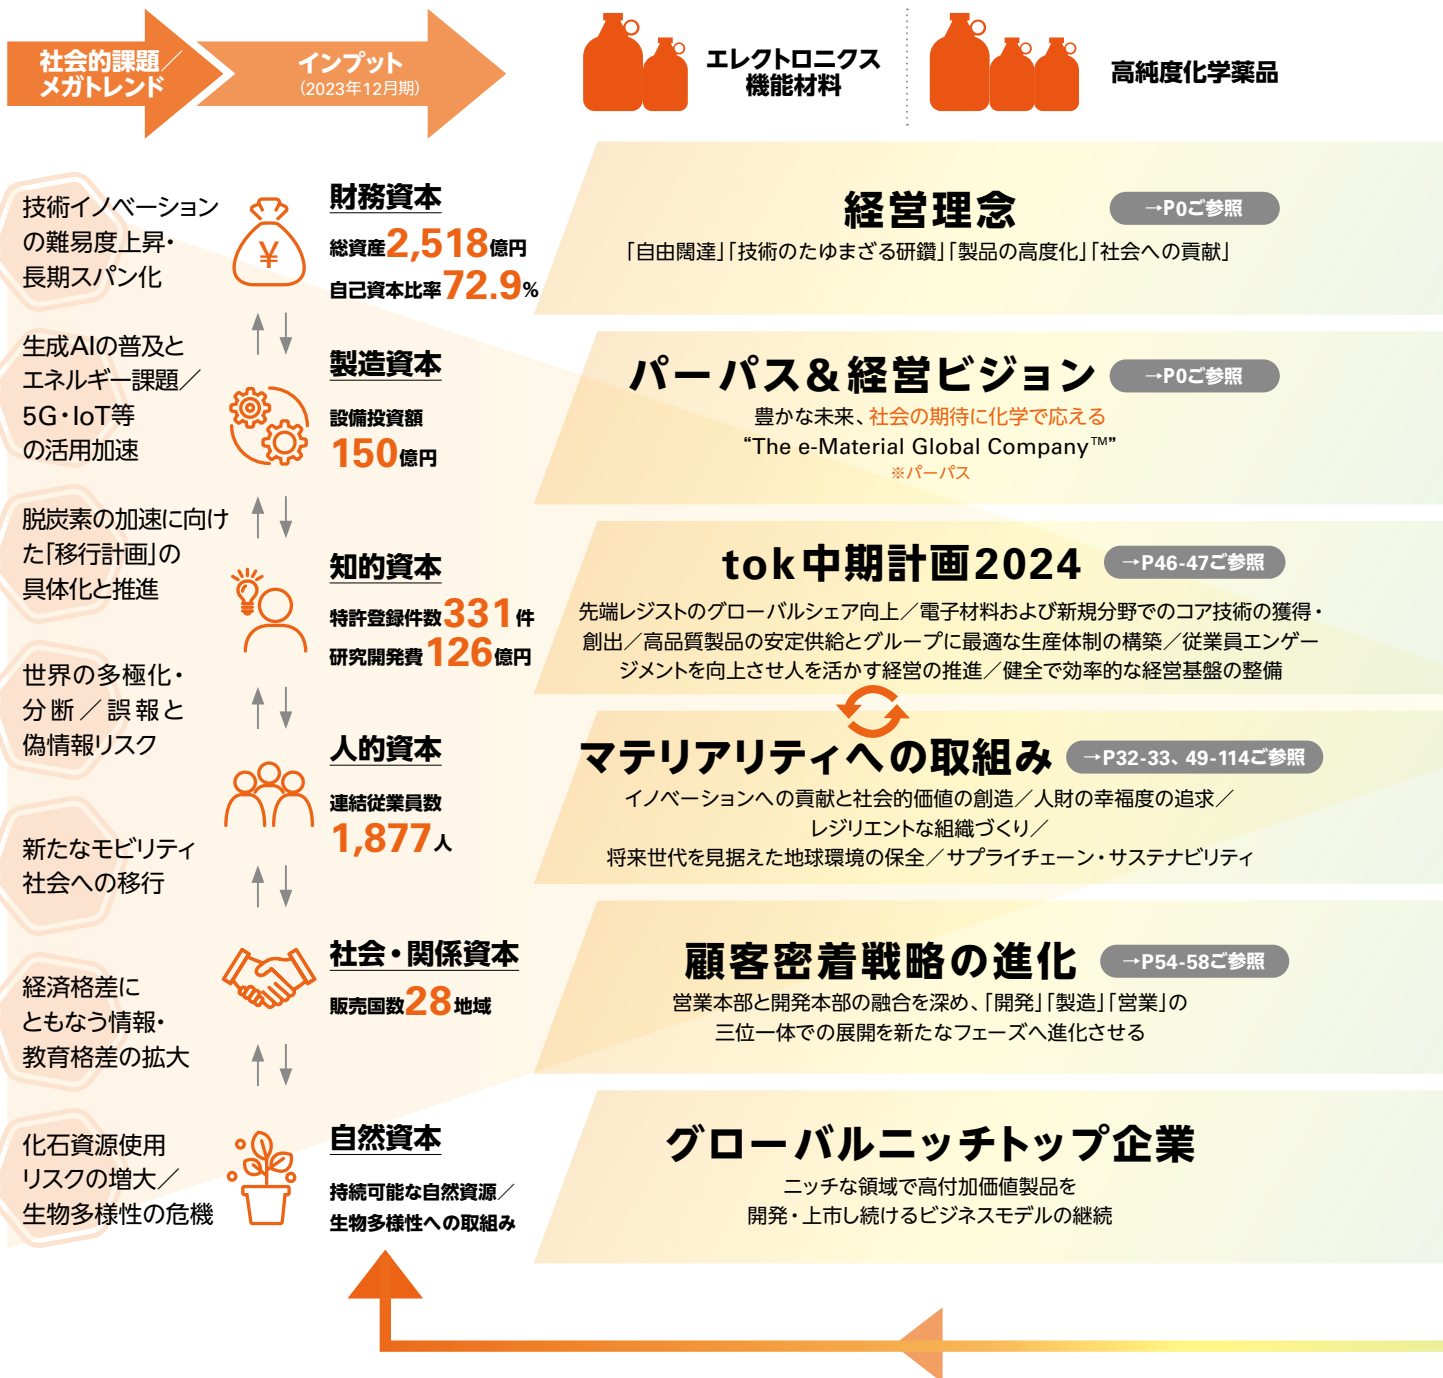 社会的課題／
メガトレンド
インプット
（2023年12月期）
エレクトロニクス
機能材料
高純度化学薬品
技術イノベーション
の難易度上昇・
長期スパン化
生成AIの普及と
エネルギー課題／
5G・IoT等
の活用加速
脱炭素の加速に向け
た「移行計画」の
具体化と推進
世界の多極化・
分断／誤報と
偽情報リスク
新たなモビリティ
社会への移行
経済格差に
ともなう情報・
教育格差の拡大
化石資源使用
リスクの増大／
生物多様性の危機
¥
財務資本
総資産2,518億円
自己資本比率72.9%
製造資本
設備投資額
150億円
知的資本
特許登録件数331件
研究開発費126億円
人的資本
連結従業員数
1,877人
社会・関係資本
販売国数28地域
自然資本
持続可能な自然資源／
生物多様性への取組み
経営理念 →P0ご参照
「自由闊達」「技術のたゆまざる研鑽」「製品の高度化」「社会への貢献」
パーパス＆経営ビジョン →P0ご参照
豊かな未来、社会の期待に化学で応える
“The e-Material Global Company™”
※パーパス
tok中期計画2024 →P46-47ご参照
先端レジストのグローバルシェア向上／電子材料および新規分野でのコア技術の獲得・
創出／高品質製品の安定供給とグループに最適な生産体制の構築／従業員エンゲー
ジメントを向上させ人を活かす経営の推進／健全で効率的な経営基盤の整備
マテリアリティへの取組み →P32-33、49-114ご参照
イノベーションへの貢献と社会的価値の創造／人財の幸福度の追求／
レジリエントな組織づくり／
将来世代を見据えた地球環境の保全／サプライチェーン・サステナビリティ
顧客密着戦略の進化 →P54-58ご参照
営業本部と開発本部の融合を深め、「開発」「製造」「営業」の
三位一体での展開を新たなフェーズへ進化させる
グローバルニッチトップ企業
ニッチな領域で高付加価値製品を
開発・上市し続けるビジネスモデルの継続